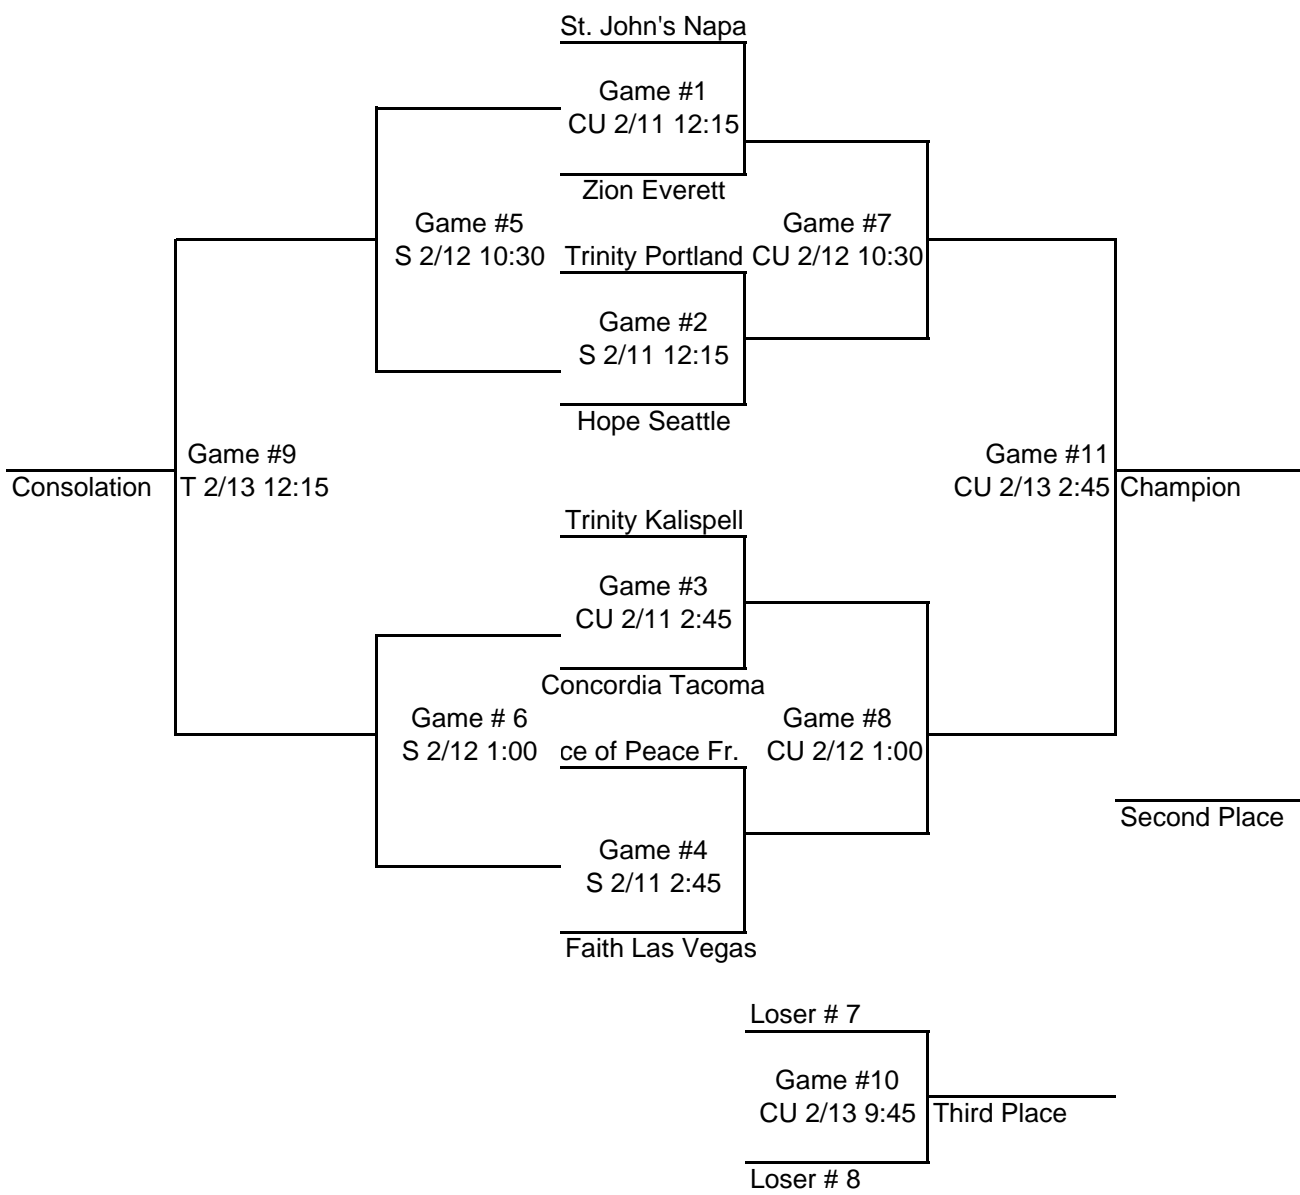 St. John's Napa
Game #1
CU 2/11 12:15
Zion Everett
Game #5
S 2/12 10:30
Game #7
CU 2/12 10:30
Trinity Portland
Game #2
S 2/11 12:15
Hope Seattle
Game #9
T 2/13 12:15
Consolation
Game #11
CU 2/13 2:45
Champion
Trinity Kalispell
Game #3
CU 2/11 2:45
Concordia Tacoma
Game # 6
S 2/12 1:00
Game #8
CU 2/12 1:00
ce of Peace Fr.
Game #4
S 2/11 2:45
Faith Las Vegas
Second Place
Loser # 7
Game #10
CU 2/13 9:45
Third Place
Loser # 8